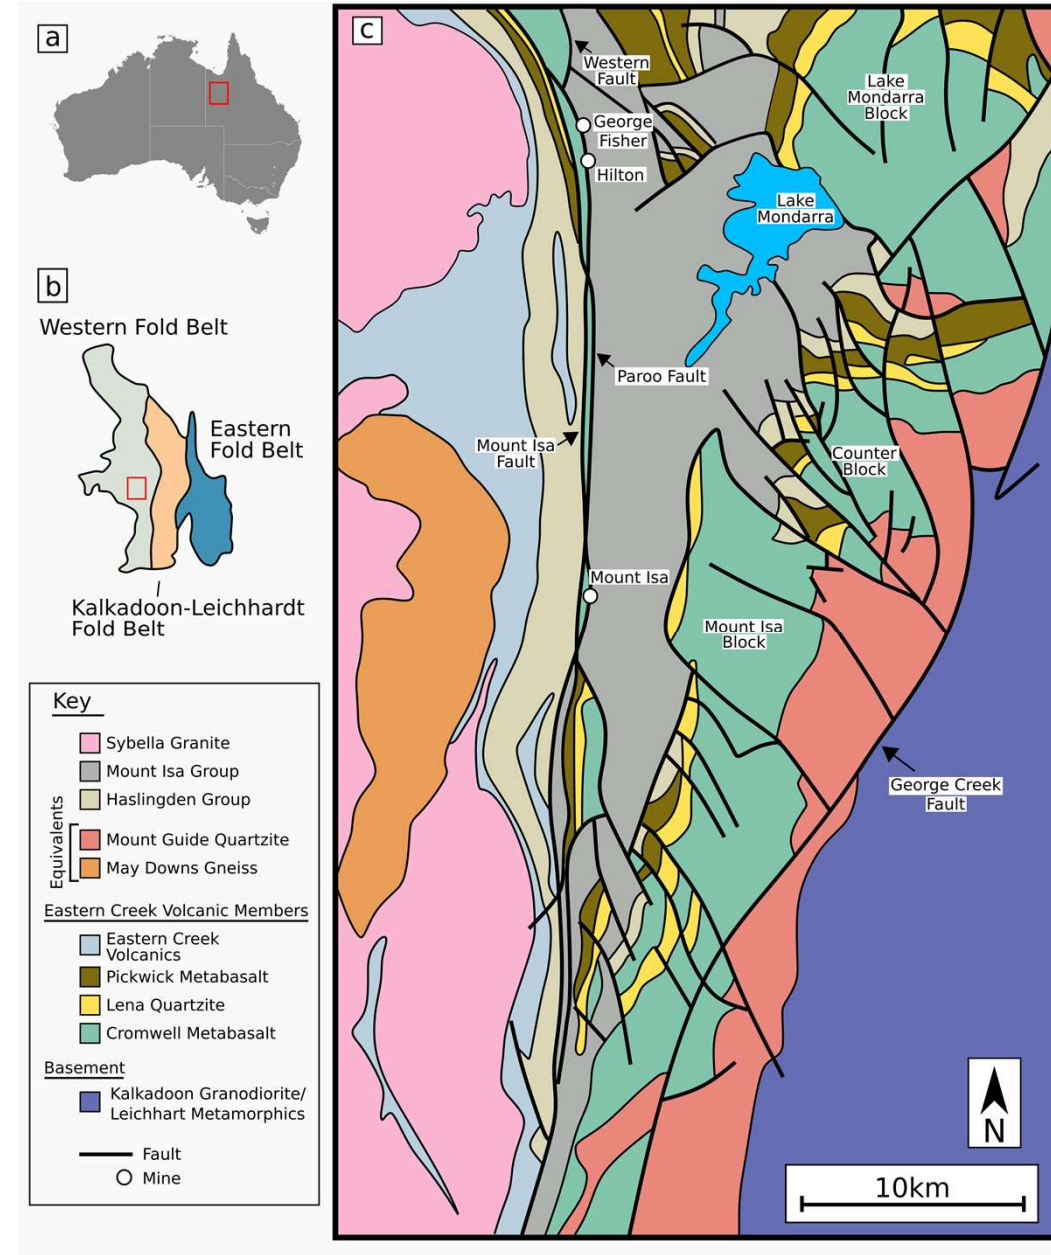 a
b
Western Fold Belt
Eastern
Fold Belt
Kalkadoon-Leichhardt
Fold Belt
Key
Sybella Granite
Mount Isa Group
Haslingden Group
Equivalents
Mount Guide Quartzite
May Downs Gneiss
Eastern Creek Volcanic Members
Eastern Creek
Volcanics
Pickwick Metabasalt
Lena Quartzite
Cromwell Metabasalt
Basement
Kalkadoon Granodiorite/
Leichhart Metamorphics
Fault
Mine
c
Western
Fault
George
Fisher
Hilton
Lake
Mondarra
Block
Lake
Mondarra
Paroo Fault
Mount Isa
Fault
Counter
Block
Mount Isa
Mount Isa
Block
George Creek
Fault
N
10km